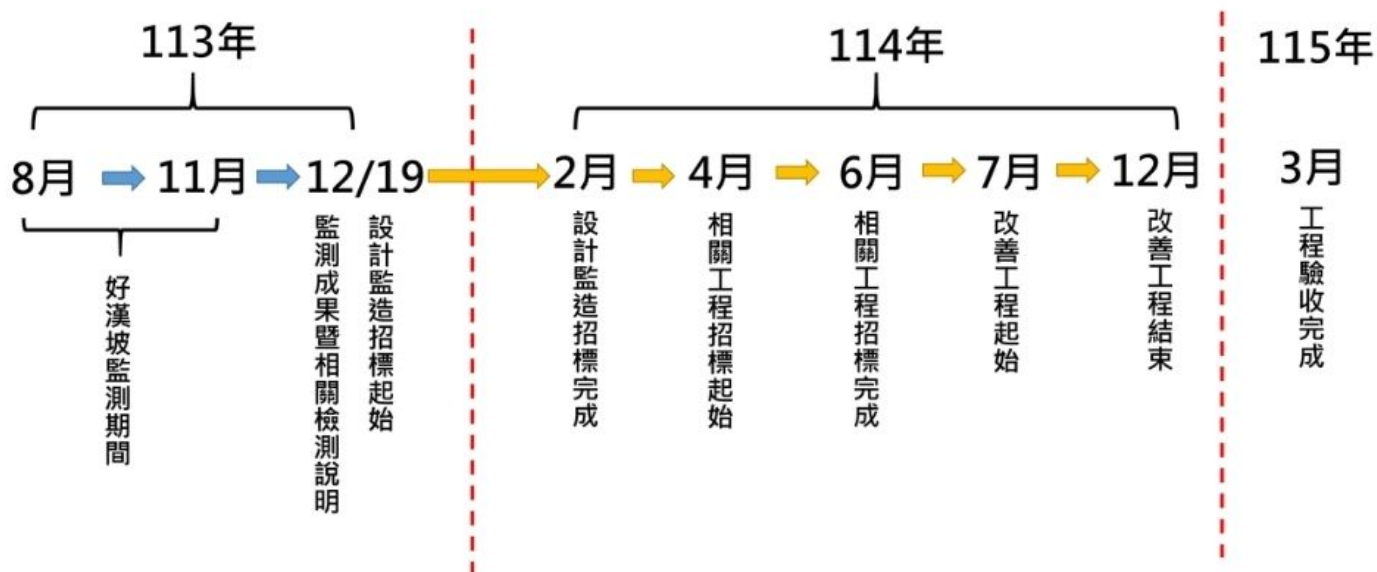 113年
114年
115年
8月
11月
12/19
2月
4月
6月
7月
12月
3月
好漢坡監測期間
設計監造招標起始
監測成果暨相關檢測說明
設計監造招標完成
相關工程招標起始
相關工程招標完成
改善工程起始
改善工程結束
工程驗收完成